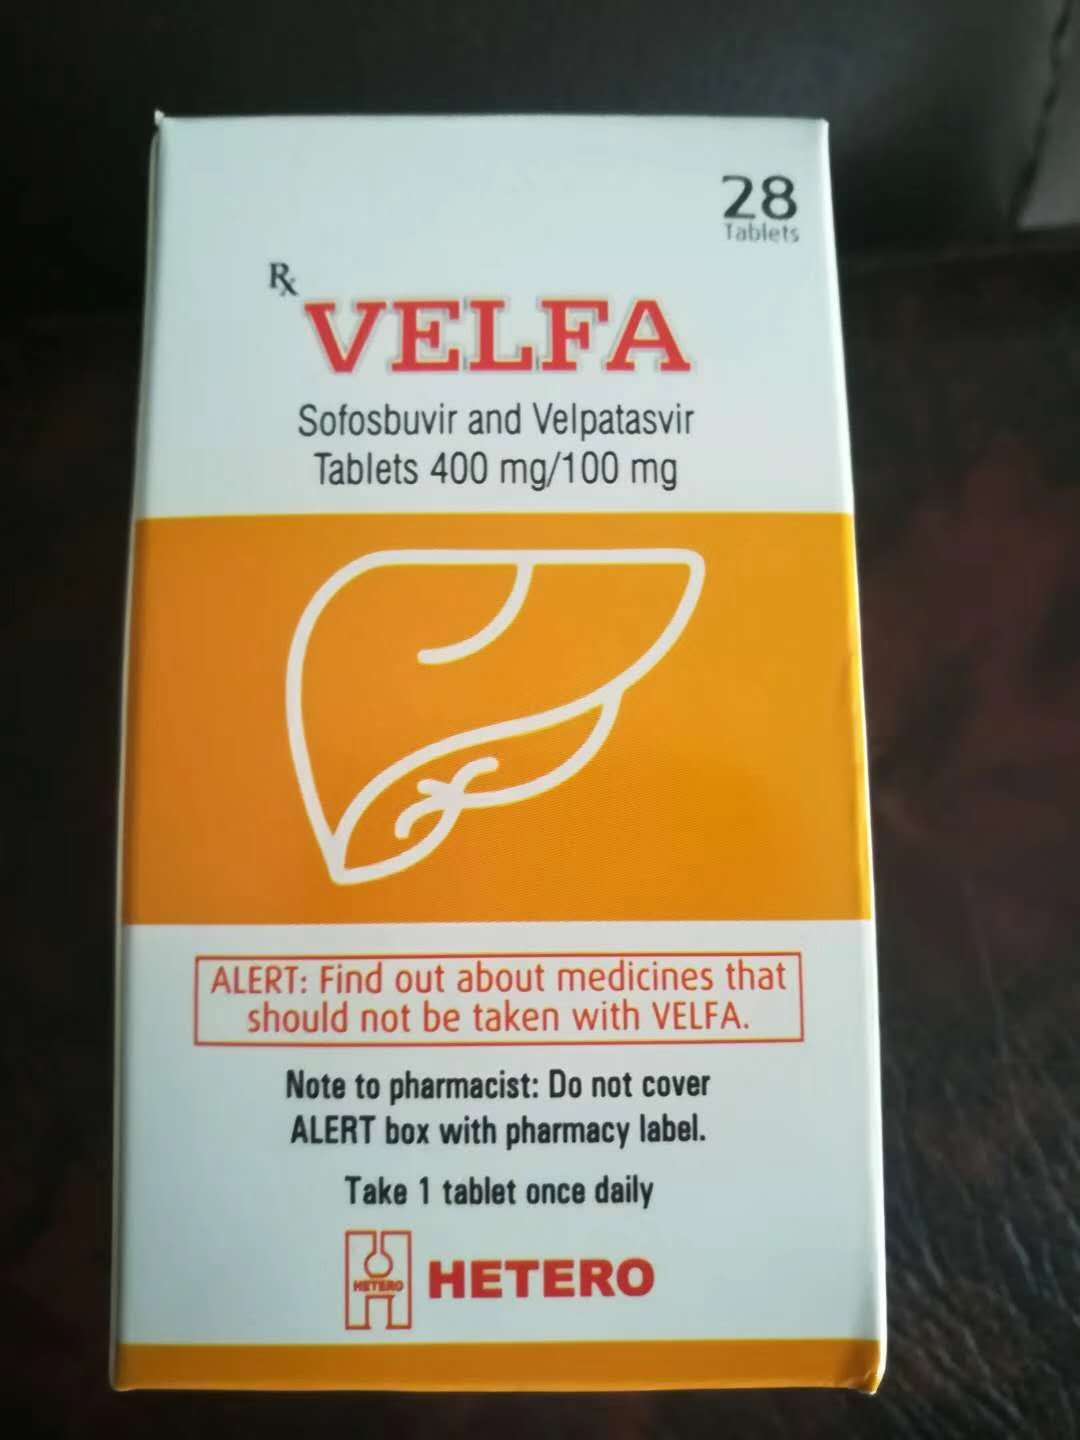 28
Tablets
Rx
VELFA
Sofosbuvir and Velpatasvir
Tablets 400 mg/100 mg
ALERT: Find out about medicines that
should not be taken with VELFA.
Note to pharmacist: Do not cover
ALERT box with pharmacy label.
Take 1 tablet once daily
HETERO
HETERO